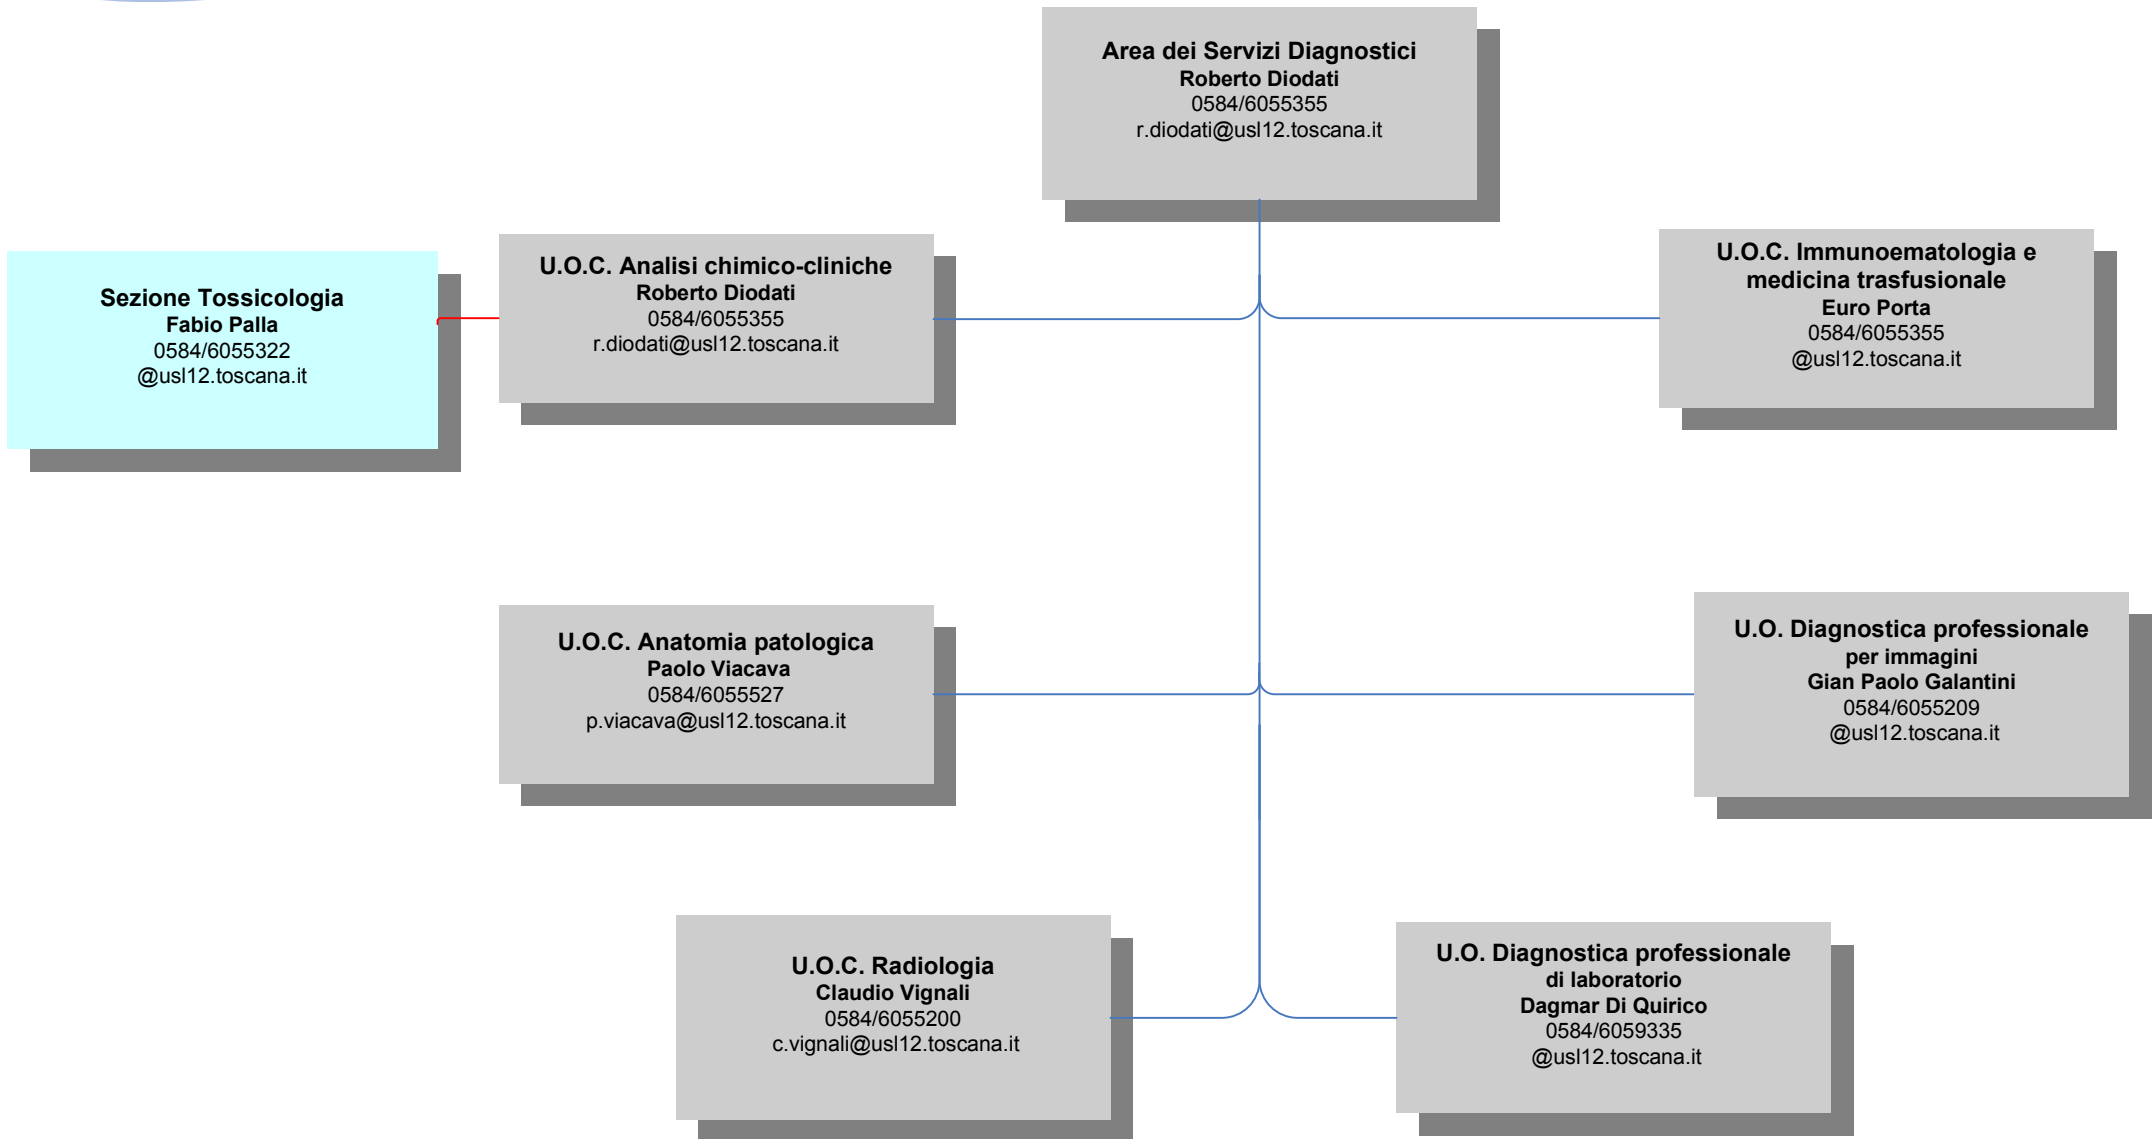 Area dei Servizi Diagnostici
Roberto Diodati
0584/6055355
r.diodati@usl12.toscana.it
Sezione Tossicologia
Fabio Palla
0584/6055322
@usl12.toscana.it
U.O.C. Analisi chimico-cliniche
Roberto Diodati
0584/6055355
r.diodati@usl12.toscana.it
U.O.C. Immunoematologia e
medicina trasfusionale
Euro Porta
0584/6055355
@usl12.toscana.it
U.O.C. Anatomia patologica
Paolo Viacava
0584/6055527
p.viacava@usl12.toscana.it
U.O. Diagnostica professionale
per immagini
Gian Paolo Galantini
0584/6055209
@usl12.toscana.it
U.O.C. Radiologia
Claudio Vignali
0584/6055200
c.vignali@usl12.toscana.it
U.O. Diagnostica professionale
di laboratorio
Dagmar Di Quirico
0584/6059335
@usl12.toscana.it